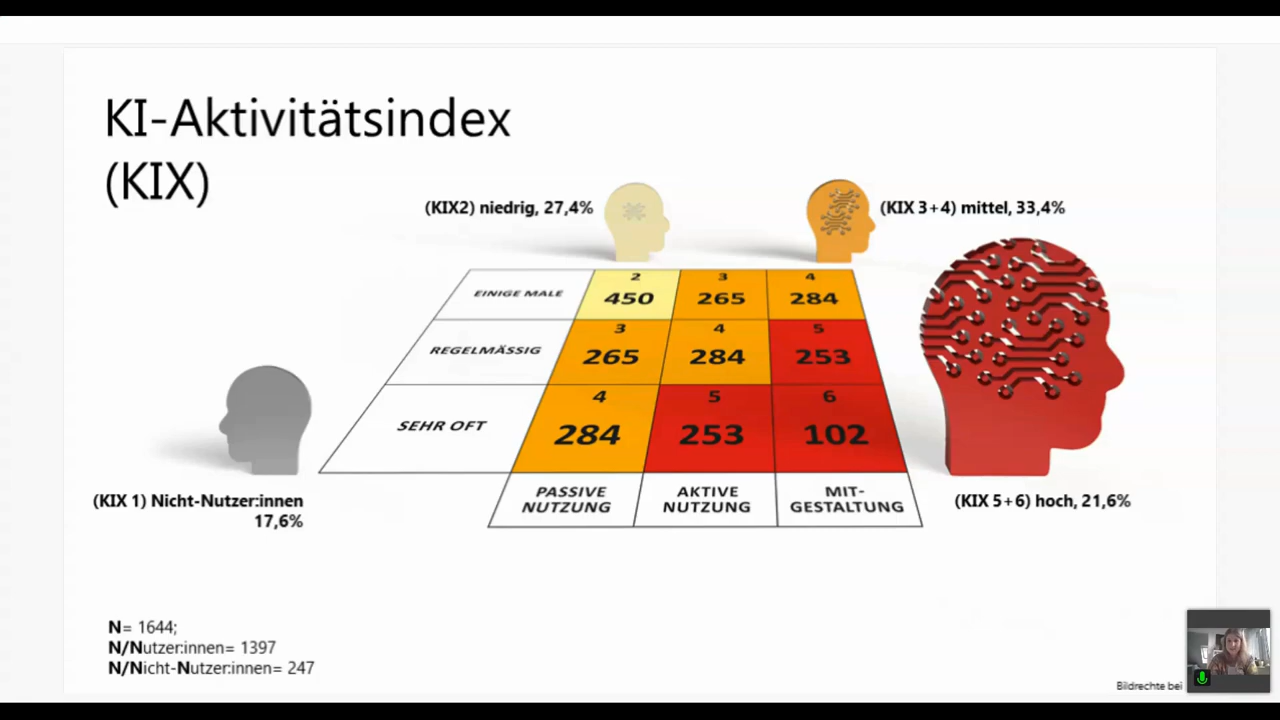 KI-Aktivitätsindex
(KIX)
(KIX2) niedrig, 27,4%
(KIX 3+4) mittel, 33,4%
EINIGE MALE
2
450
3
265
4
284
REGELMÄSSIG
3
265
4
284
5
253
SEHR OFT
4
284
5
253
6
102
PASSIVE
NUTZUNG
AKTIVE
NUTZUNG
MIT-
GESTALTUNG
(KIX 1) Nicht-Nutzer:innen
17,6%
(KIX 5+6) hoch, 21,6%
N= 1644;
N/Nutzer:innen= 1397
N/Nicht-Nutzer:innen= 247
Bildrechte bei